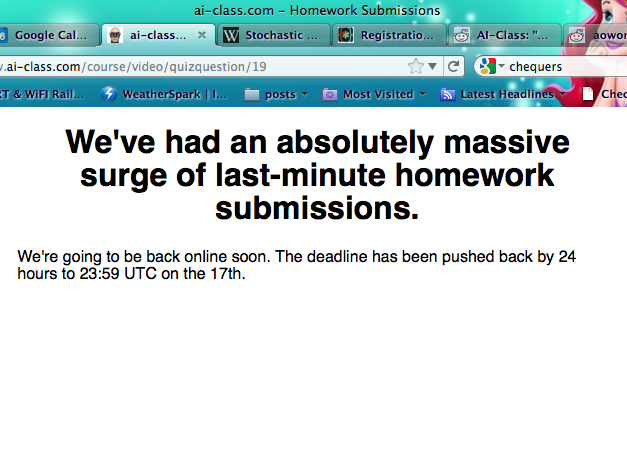 ai-class.com – Homework Submissions
Google Cal... ai-class... Stochastic ... Registratio... AI-Class: "... aowor
.ai-class.com/course/video/quizquestion/19 chequers
RT & WiFI Rail... WeatherSpark | I... posts Most Visited Latest Headlines Chec
We've had an absolutely massive
surge of last-minute homework
submissions.
We're going to be back online soon. The deadline has been pushed back by 24
hours to 23:59 UTC on the 17th.